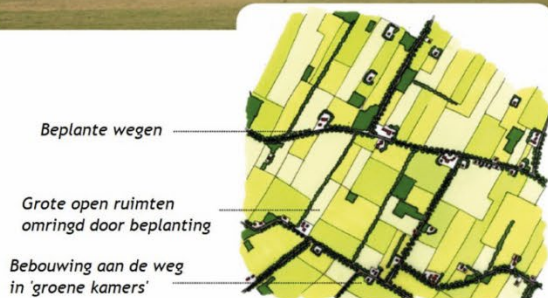 Beplante wegen
Grote open ruimten
omringd door beplanting
Bebouwing aan de weg
in 'groene kamers'